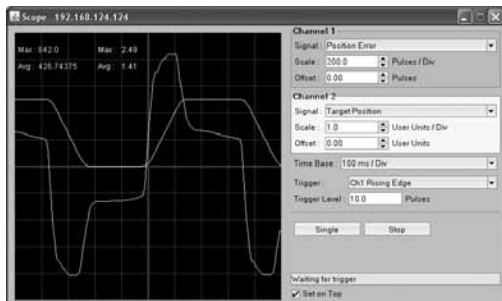 Scope 192.168.124.124
Max: 842.0 Max: 2.49
Avg: 426.74375 Avg: 1.41
Channel 1
Signal: Position Error
Scale: 200.0 Pulses / Div
Offset: 0.00 Pulses
Channel 2
Signal: Target Position
Scale: 1.0 User Units / Div
Offset: 0.00 User Units
Time Base: 100 ms / Div
Trigger: Ch1 Rising Edge
Trigger Level: 10.0 Pulses
Single Stop
Waiting for trigger
Set on Top